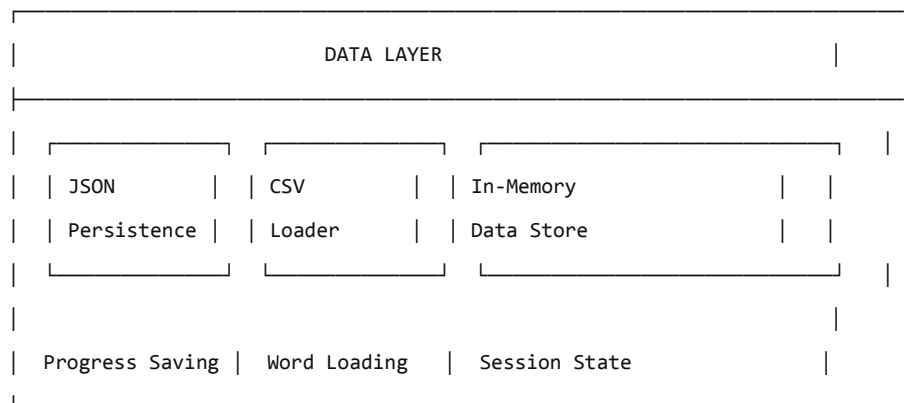 DATA LAYER
JSON CSV In-Memory
Persistence Loader Data Store
Progress Saving Word Loading Session State